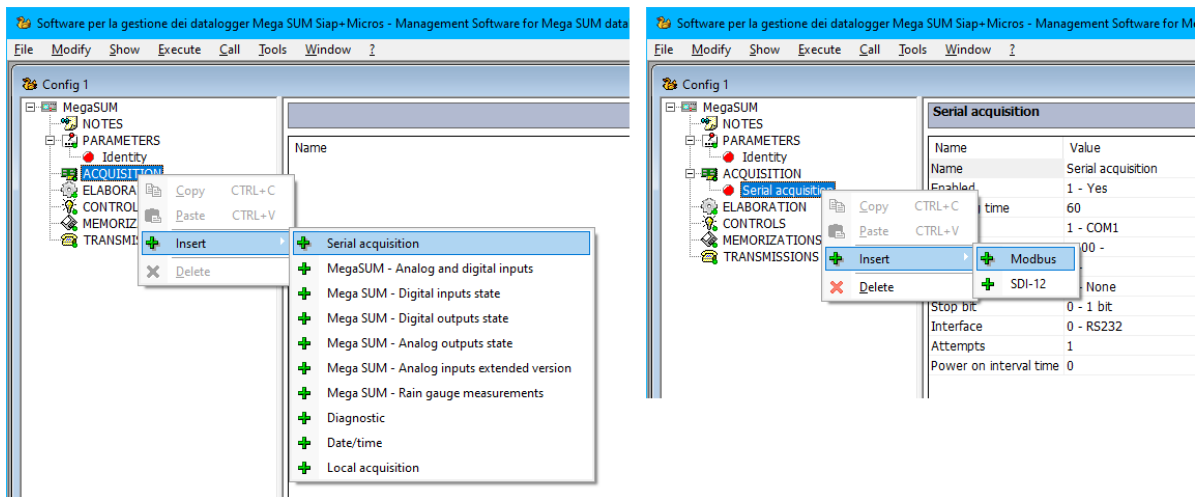 Software per la gestione dei datalogger Mega SUM Siap+Micros - Management Software for Mega SUM data
File Modify Show Execute Call Tools Window ?
Config 1
MegaSUM
NOTES
PARAMETERS
Identity
ACQUISITION
ELABORA
CONTROL
MEMORIZ
TRANSMI
Name
Copy CTRL+C
Paste CTRL+V
Insert
Delete
Serial acquisition
MegaSUM - Analog and digital inputs
Mega SUM - Digital inputs state
Mega SUM - Digital outputs state
Mega SUM - Analog outputs state
Mega SUM - Analog inputs extended version
Mega SUM - Rain gauge measurements
Diagnostic
Date/time
Local acquisition
Software per la gestione dei datalogger Mega SUM Siap+Micros - Management Software for M
File Modify Show Execute Call Tools Window ?
Config 1
MegaSUM
NOTES
PARAMETERS
Identity
ACQUISITION
Serial acquisition
ELABORATION
CONTROLS
MEMORIZATIONS
TRANSMISSIONS
Copy CTRL+C
Paste CTRL+V
Insert
Delete
Modbus
SDI-12
Serial acquisition
Name Value
Name Serial acquisition
Enabled 1 - Yes
time 60
1 - COM1
00 -
- None
Stop bit 0 - 1 bit
Interface 0 - RS232
Attempts 1
Power on interval time 0